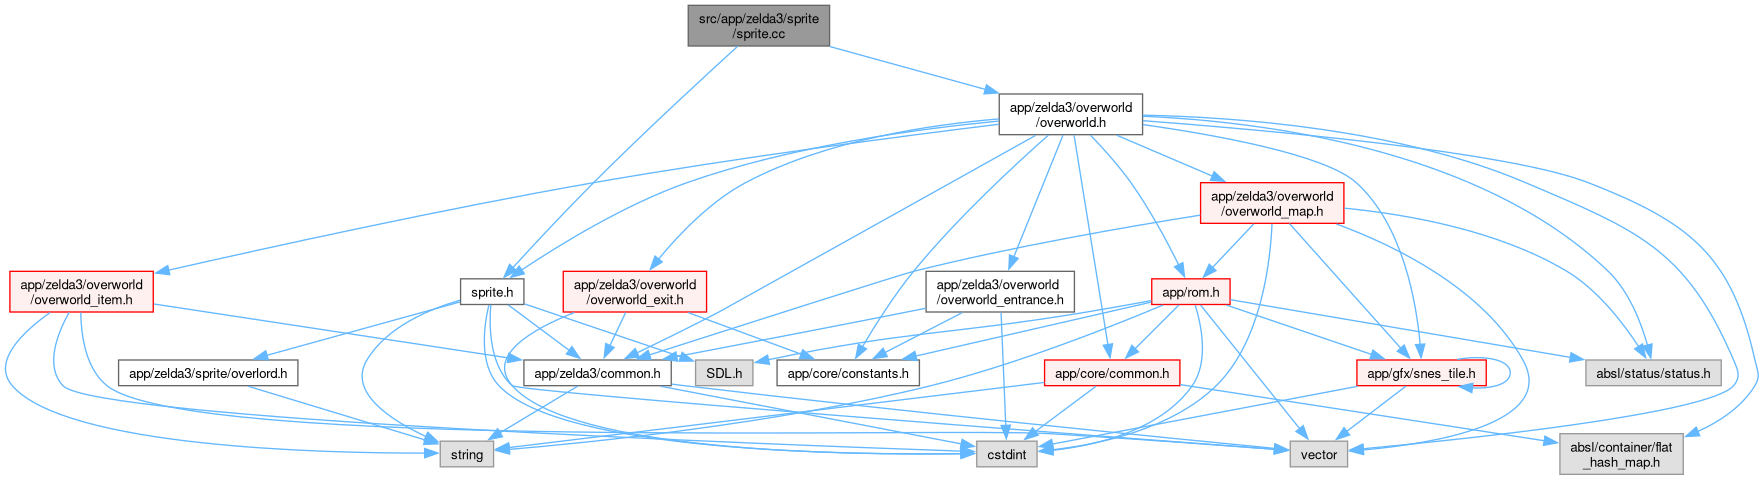 src/app/zelda3/sprite
/sprite.cc
app/zelda3/overworld
/overworld.h
app/zelda3/overworld
/overworld_map.h
app/zelda3/overworld
/overworld_item.h
sprite.h
app/zelda3/overworld
/overworld_exit.h
app/zelda3/overworld
/overworld_entrance.h
app/rom.h
app/zelda3/sprite/overlord.h
app/zelda3/common.h
SDL.h
app/core/constants.h
app/core/common.h
app/gfx/snes_tile.h
absl/status/status.h
string
cstdint
vector
absl/container/flat
_hash_map.h